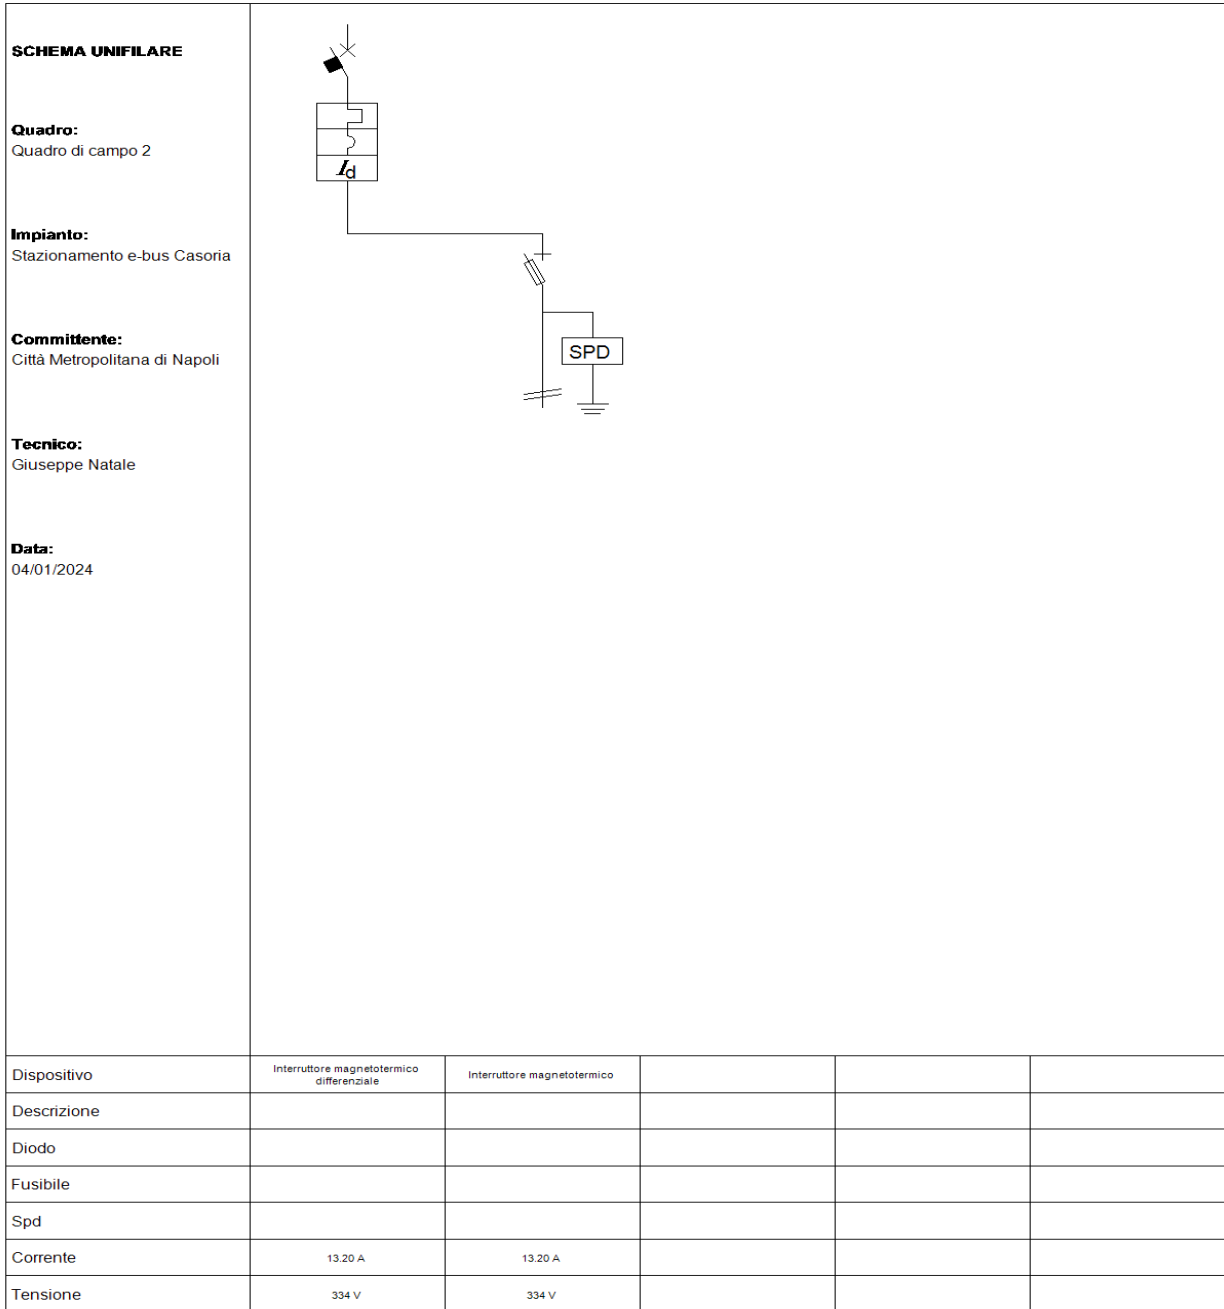 SCHEMA UNIFILARE
Quadro:
Quadro di campo 2
Impianto:
Stazionamento e-bus Casoria
Committente:
Città Metropolitana di Napoli
Tecnico:
Giuseppe Natale
Data:
04/01/2024
Id
SPD
Dispositivo
Interruttore magnetotermico
differenziale
Interruttore magnetotermico
Descrizione
Diodo
Fusibile
Spd
Corrente 13.20 A 13.20 A
Tensione 334 V 334 V